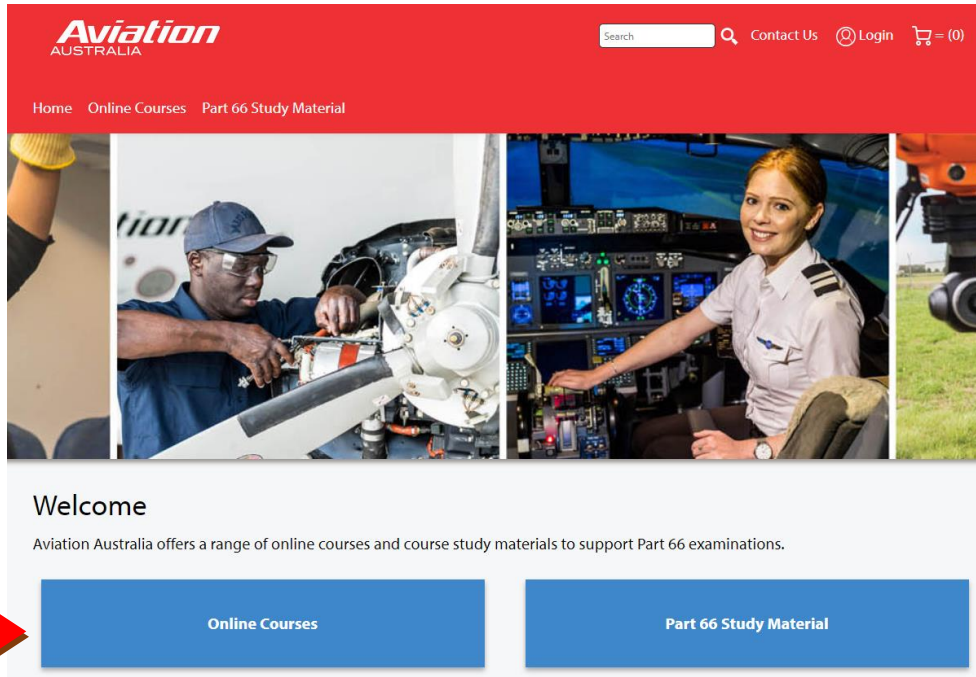 Aviation
AUSTRALIA
Search
Contact Us
Login
= (0)
Home
Online Courses
Part 66 Study Material
tion
Welcome
Aviation Australia offers a range of online courses and course study materials to support Part 66 examinations.
Online Courses
Part 66 Study Material